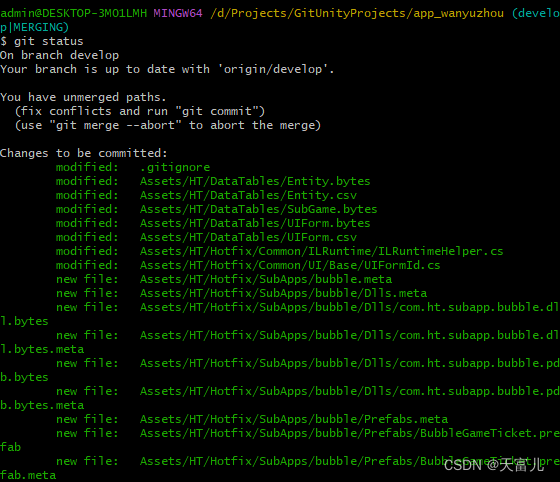 admin@DESKTOP-3MO1LMH MINGW64 /d/Projects/GitUnityProjects/app_wanyuzhou (develo
p|MERGING)
$ git status
On branch develop
Your branch is up to date with 'origin/develop'.

You have unmerged paths.
  (fix conflicts and run "git commit")
  (use "git merge --abort" to abort the merge)

Changes to be committed:
        modified:   .gitignore
        modified:   Assets/HT/DataTables/Entity.bytes
        modified:   Assets/HT/DataTables/Entity.csv
        modified:   Assets/HT/DataTables/SubGame.bytes
        modified:   Assets/HT/DataTables/UIForm.bytes
        modified:   Assets/HT/DataTables/UIForm.csv
        modified:   Assets/HT/Hotfix/Common/ILRuntime/ILRuntimeHelper.cs
        modified:   Assets/HT/Hotfix/Common/UI/Base/UIFormId.cs
        new file:   Assets/HT/Hotfix/SubApps/bubble.meta
        new file:   Assets/HT/Hotfix/SubApps/bubble/Dlls.meta
        new file:   Assets/HT/Hotfix/SubApps/bubble/Dlls/com.ht.subapp.bubble.dl
l.bytes
        new file:   Assets/HT/Hotfix/SubApps/bubble/Dlls/com.ht.subapp.bubble.dl
l.bytes.meta
        new file:   Assets/HT/Hotfix/SubApps/bubble/Dlls/com.ht.subapp.bubble.pd
b.bytes
        new file:   Assets/HT/Hotfix/SubApps/bubble/Dlls/com.ht.subapp.bubble.pd
b.bytes.meta
        new file:   Assets/HT/Hotfix/SubApps/bubble/Prefabs.meta
        new file:   Assets/HT/Hotfix/SubApps/bubble/Prefabs/BubbleGameTicket.pre
fab
        new file:   Assets/HT/Hotfix/SubApps/bubble/Prefabs/BubbleGameTicket.pre
fab.meta
CSDN @天富儿